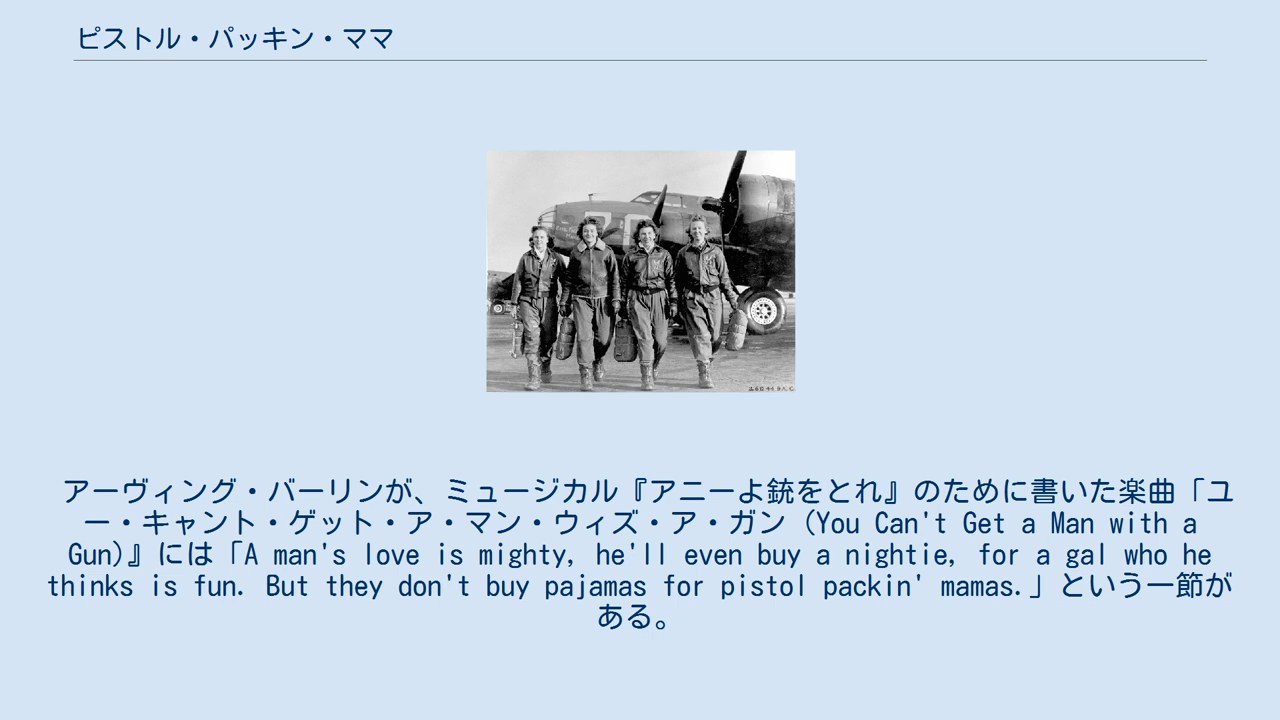 ピストル・パッキン・ママ
アーヴィング・バーリンが、ミュージカル『アニーよ銃をとれ』のために書いた楽曲「ユ
ー・キャント・ゲット・ア・マン・ウィズ・ア・ガン（You Can't Get a Man with a
Gun)』には「A man's love is mighty, he'll even buy a nightie, for a gal who he
thinks is fun. But they don't buy pajamas for pistol packin' mamas.」という一節が
ある。